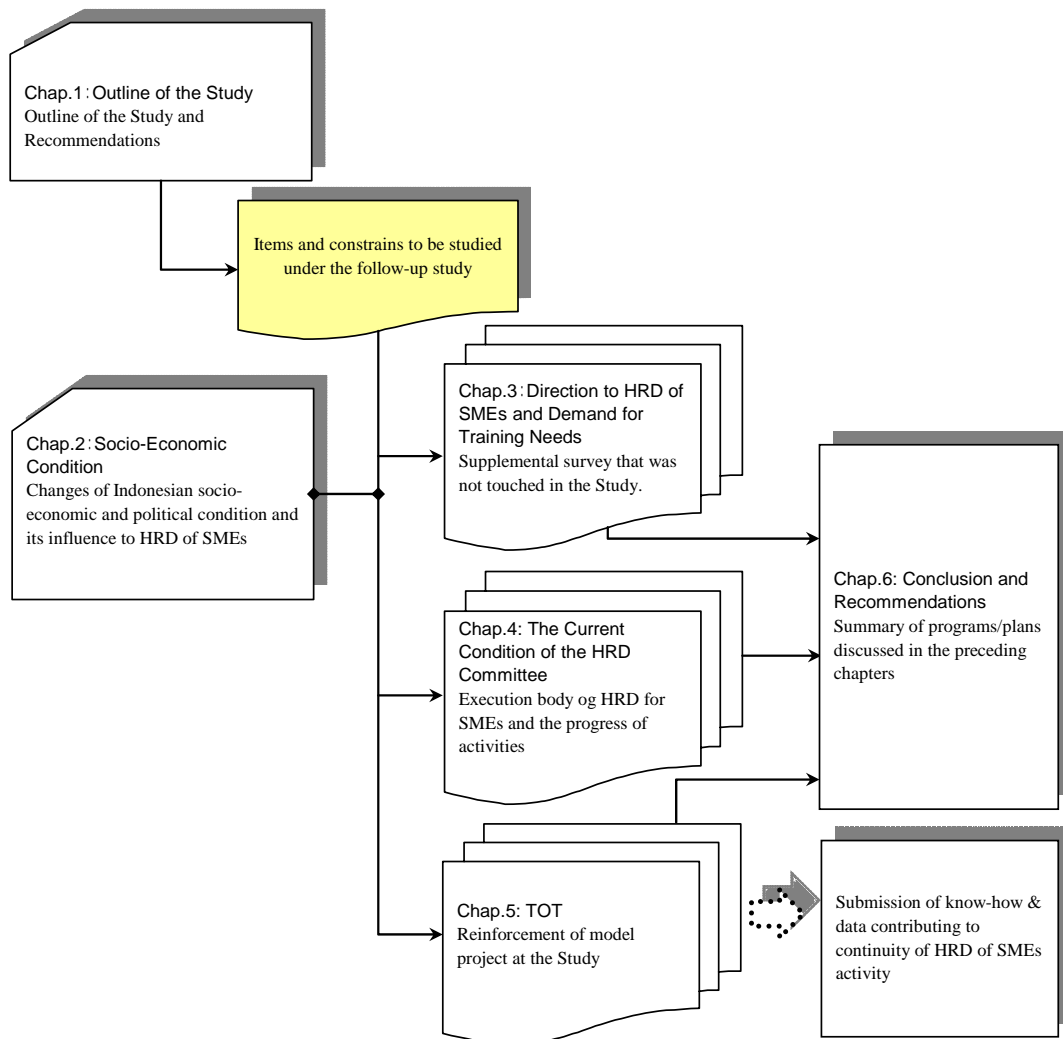 Chap.1：Outline of the Study
Outline of the Study and
Recommendations
Items and constrains to be studied
under the follow-up study
Chap.2：Socio-Economic
Condition
Changes of Indonesian socio-
economic and political condition and
its influence to HRD of SMEs
Chap.3：Direction to HRD of
SMEs and Demand for
Training Needs
Supplemental survey that was
not touched in the Study.
Chap.4: The Current
Condition of the HRD
Committee
Execution body og HRD for
SMEs and the progress of
activities
Chap.5: TOT
Reinforcement of model
project at the Study
Chap.6: Conclusion and
Recommendations
Summary of programs/plans
discussed in the preceding
chapters
Submission of know-how &
data contributing to
continuity of HRD of SMEs
activity